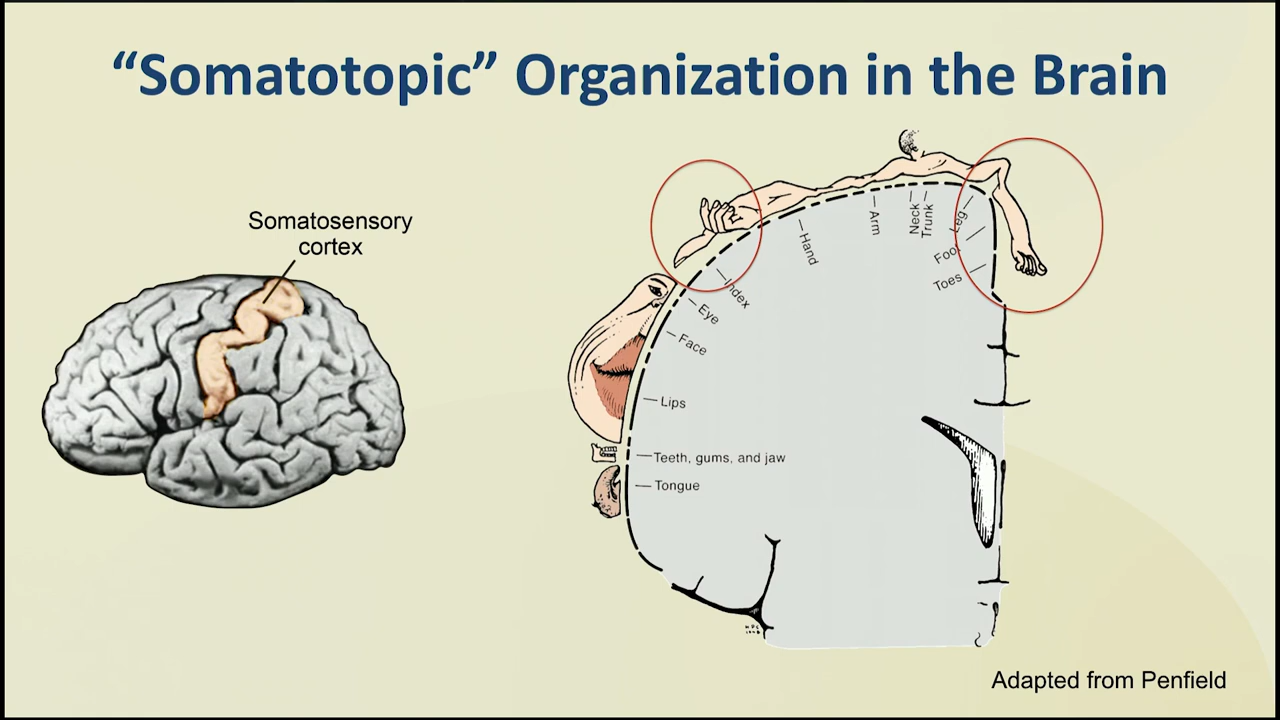 “Somatotopic” Organization in the Brain
Somatosensory
cortex
Toes
Foot
Leg
Trunk
Neck
Arm
Hand
Index
Eye
Face
Lips
Teeth, gums, and jaw
Tongue
Adapted from Penfield